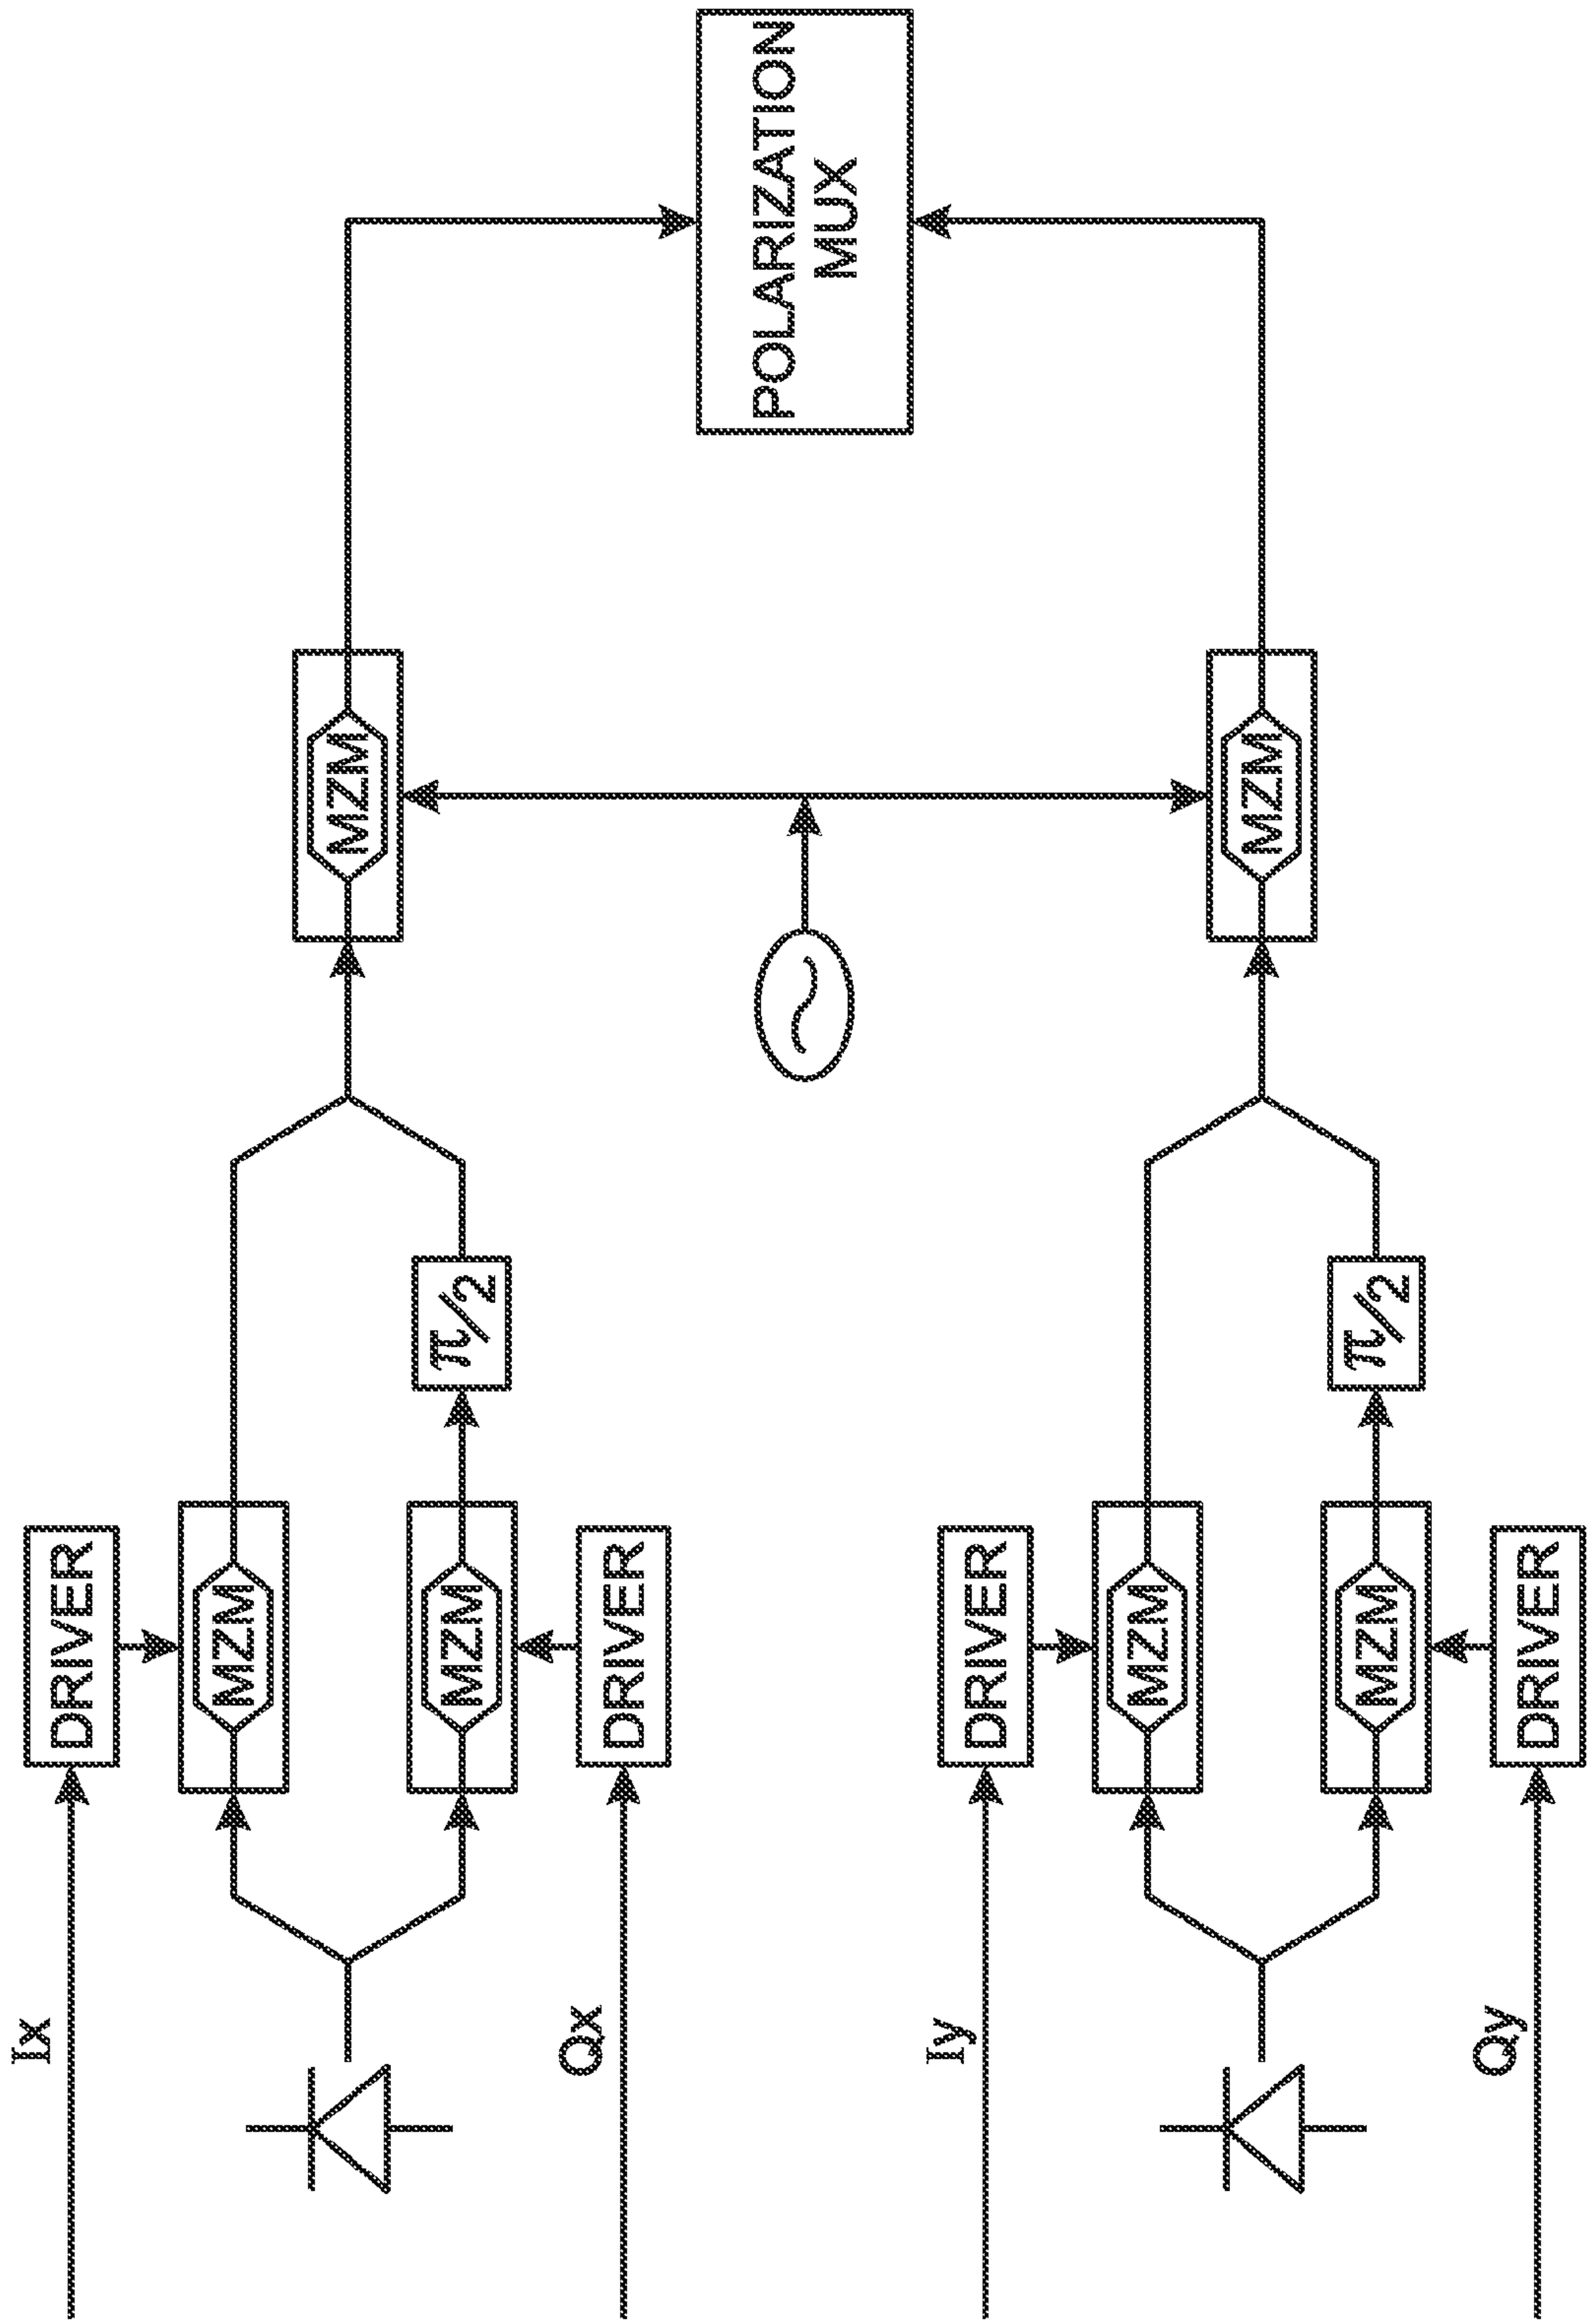 Ix
DRIVER
MZM
MZM
π/2
Qx
DRIVER
MZM
POLARIZATION
MUX
Iy
DRIVER
MZM
MZM
π/2
Qy
DRIVER
MZM